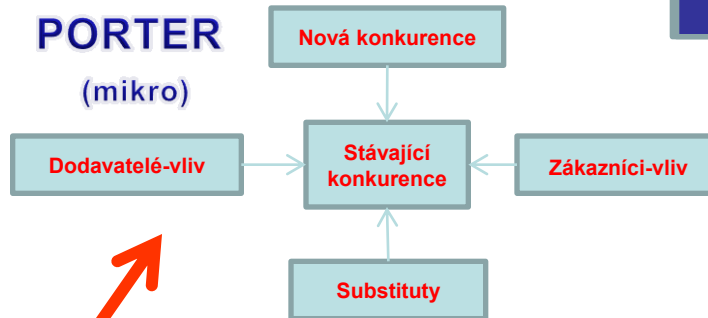 PORTER
(mikro)
Nová konkurence
Dodavatelé-vliv
Stávající
konkurence
Zákazníci-vliv
Substituty